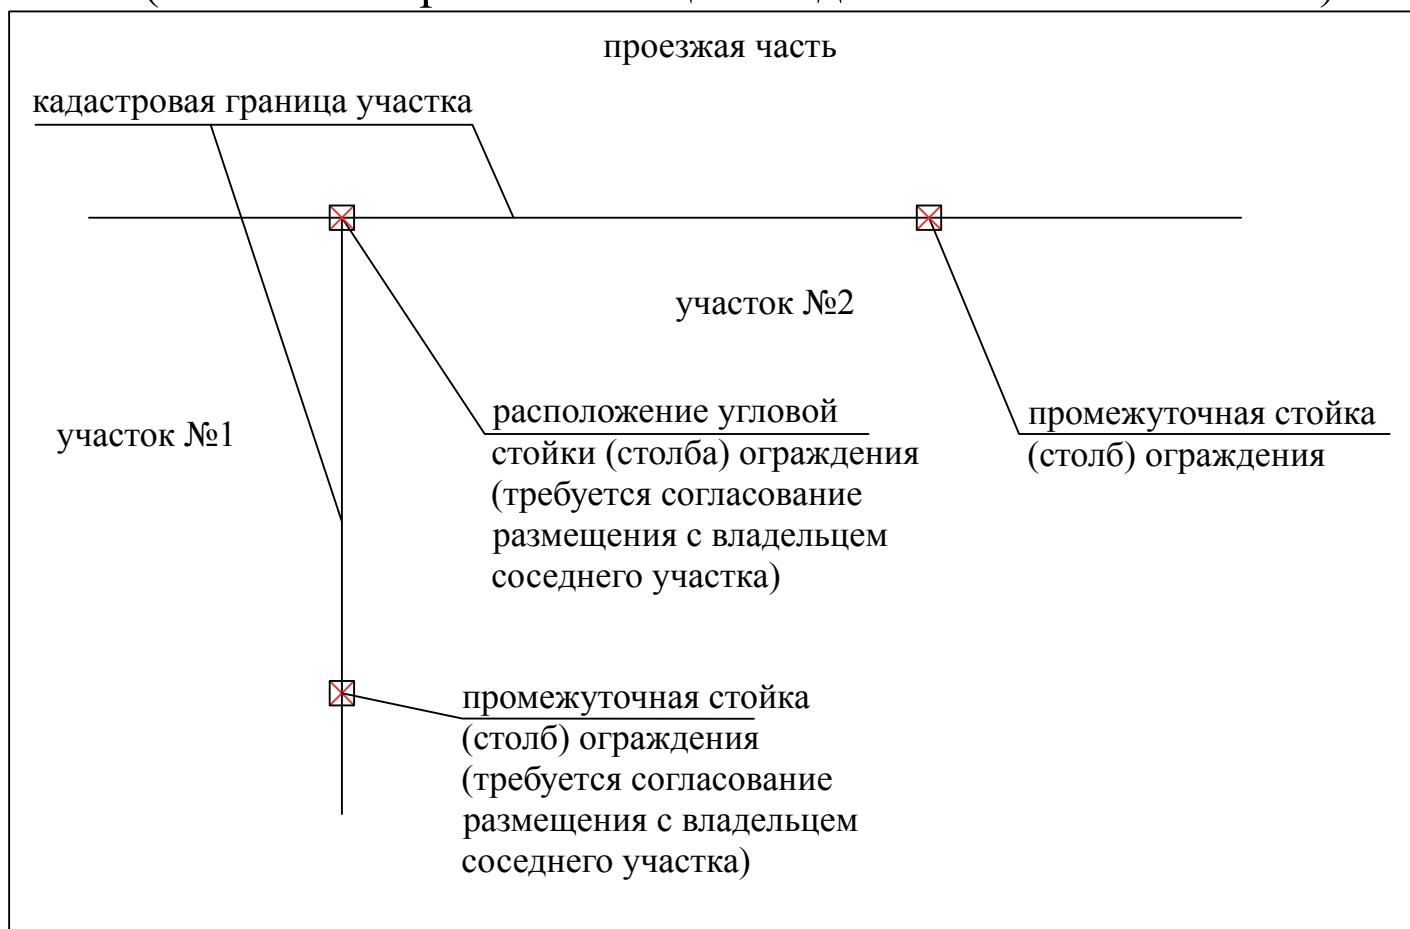 проезжая часть
кадастровая граница участка
участок №2
расположение угловой
стойки (столба) ограждения
(требуется согласование
размещения с владельцем
соседнего участка)
промежуточная стойка
(столб) ограждения
участок №1
промежуточная стойка
(столб) ограждения
(требуется согласование
размещения с владельцем
соседнего участка)